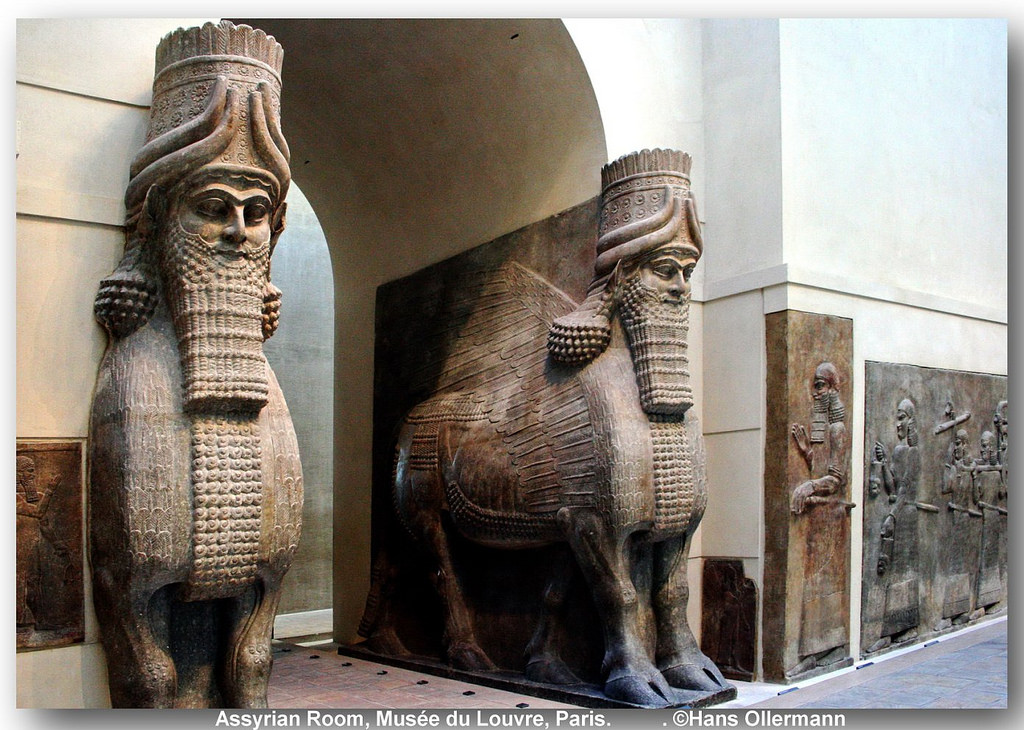 Assyrian Room, Musée du Louvre, Paris. . ©Hans Ollermann